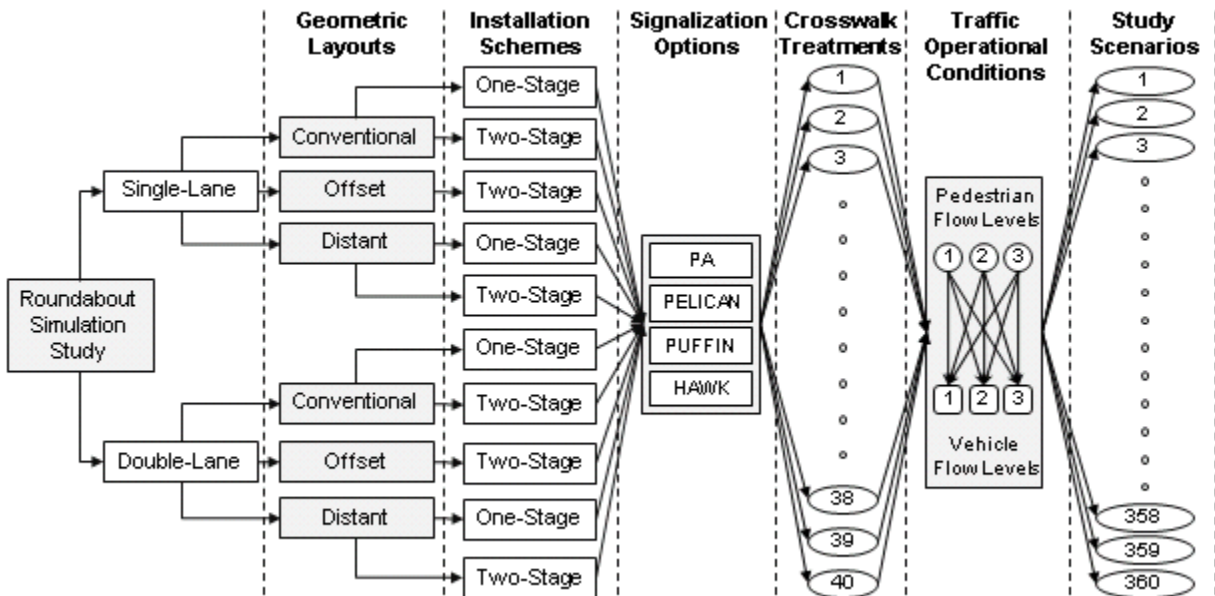 Geometric
Layouts
Installation
Schemes
Signalization
Options
Crosswalk
Treatments
Traffic
Operational
Conditions
Study
Scenarios
Roundabout
Simulation
Study
Single-Lane
Double-Lane
Conventional
Offset
Distant
Conventional
Offset
Distant
One-Stage
Two-Stage
Two-Stage
One-Stage
Two-Stage
One-Stage
Two-Stage
Two-Stage
One-Stage
Two-Stage
PA
PELICAN
PUFFIN
HAWK
1
2
3
38
39
40
Pedestrian
Flow Levels
1 2 3
1 2 3
Vehicle
Flow Levels
1
2
3
358
359
360